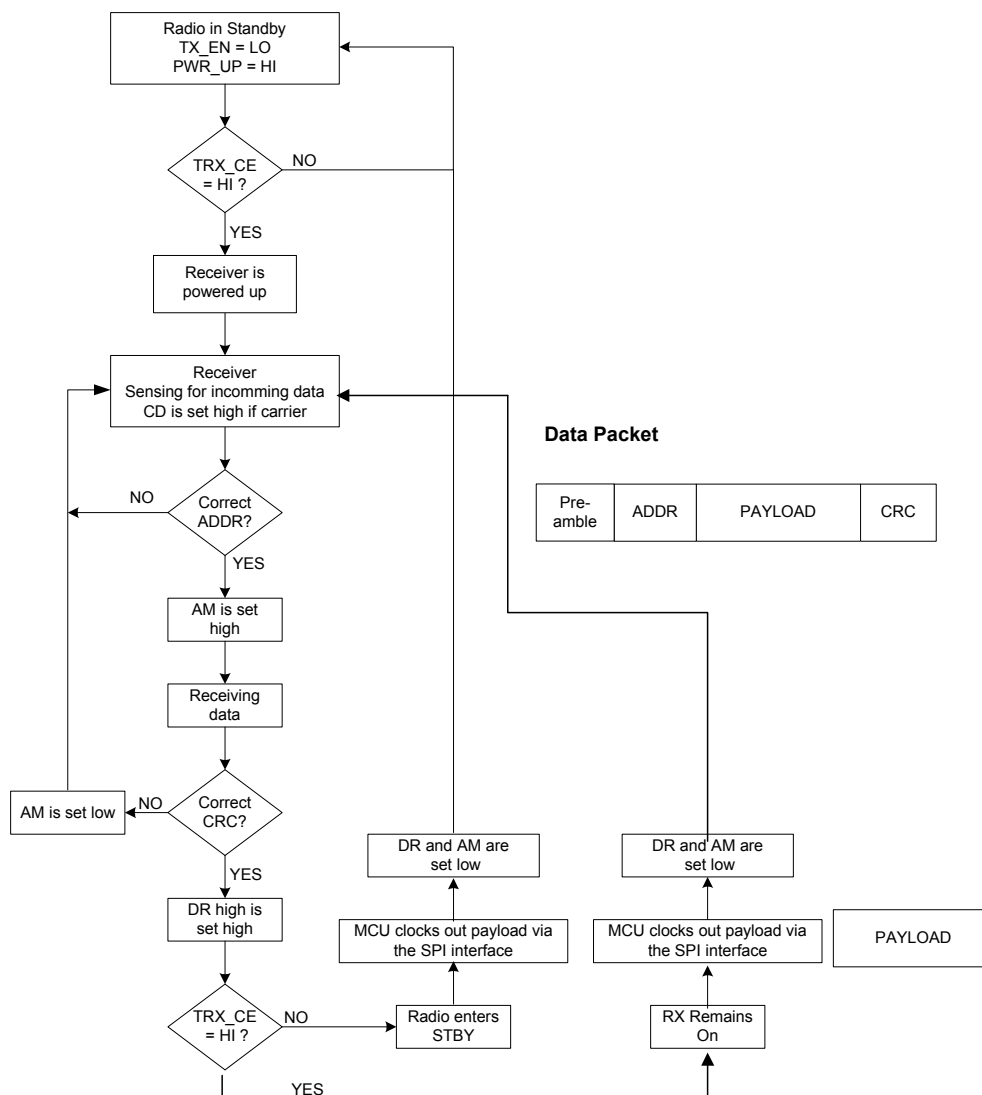 Radio in Standby
TX_EN = LO
PWR_UP = HI
TRX_CE
= HI ?
NO
YES
Receiver is
powered up
Receiver
Sensing for incomming data
CD is set high if carrier
Data Packet
Pre-
amble
ADDR
PAYLOAD
CRC
NO
Correct
ADDR?
YES
AM is set
high
Receiving
data
AM is set low
NO
Correct
CRC?
YES
DR high is
set high
TRX_CE
= HI ?
NO
YES
Radio enters
STBY
MCU clocks out payload via
the SPI interface
DR and AM are
set low
RX Remains
On
MCU clocks out payload via
the SPI interface
DR and AM are
set low
PAYLOAD